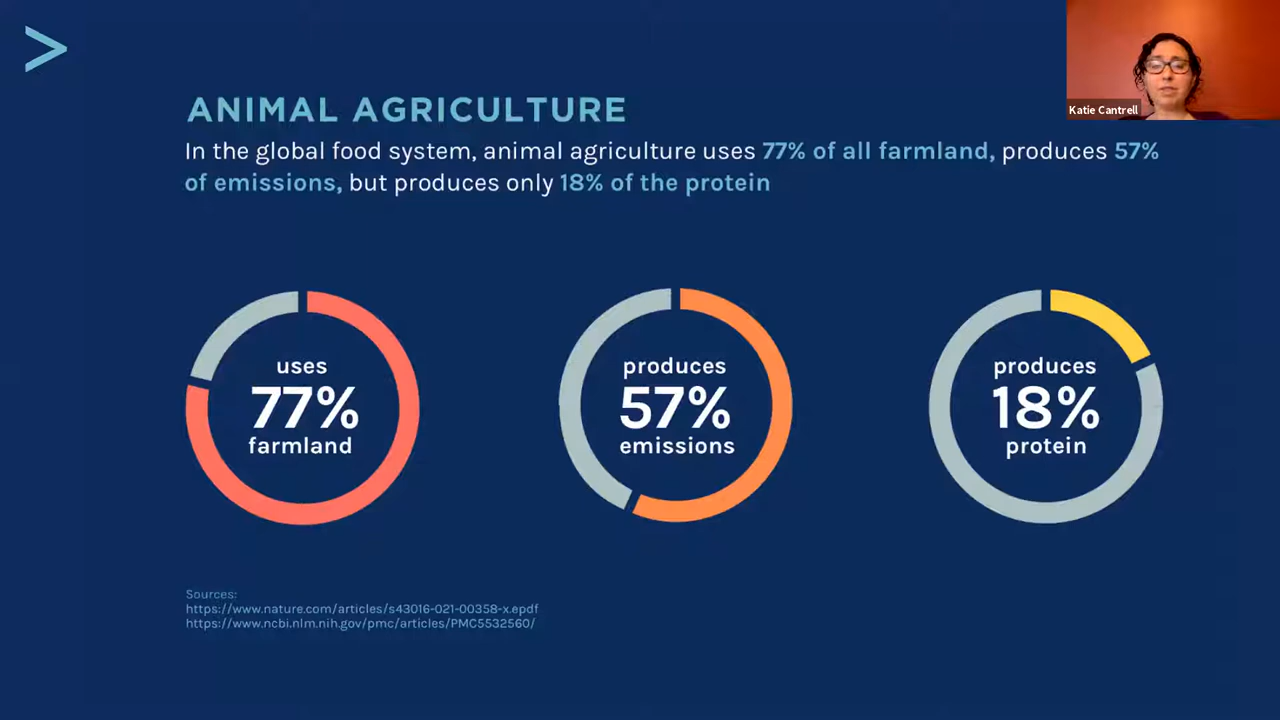 ANIMAL AGRICULTURE
In the global food system, animal agriculture uses 77% of all farmland, produces 57%
of emissions, but produces only 18% of the protein
Katie Cantrell
uses
77%
farmland
produces
57%
emissions
produces
18%
protein
Sources:
https://www.nature.com/articles/s43016-021-00358-x.epdf
https://www.ncbi.nlm.nih.gov/pmc/articles/PMC5532560/